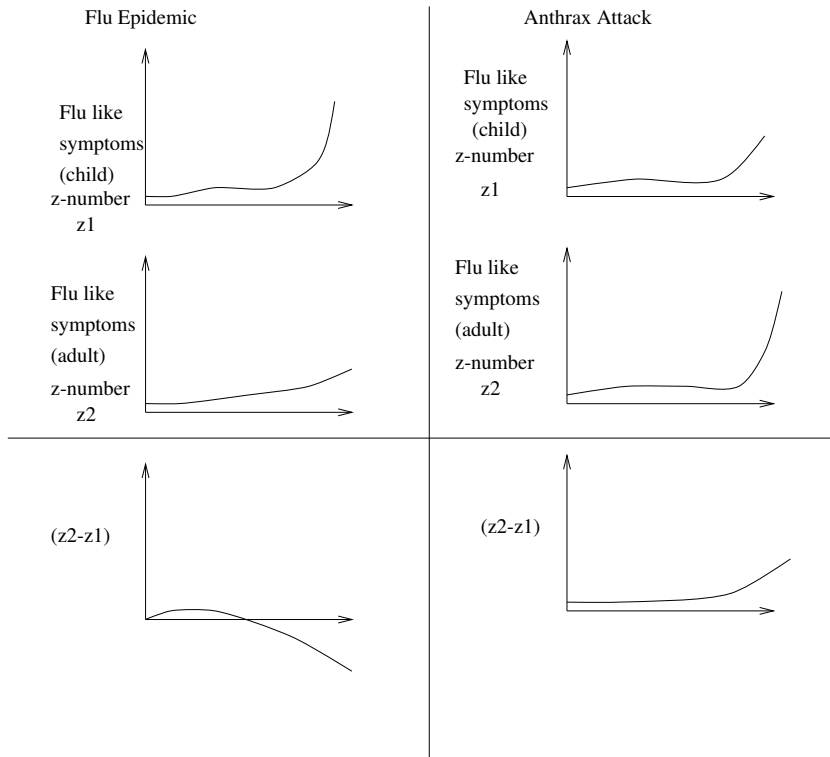 Flu Epidemic
Flu like
symptoms
(child)
z-number
z1
Flu like
symptoms
(adult)
z-number
z2
(z2-z1)
Anthrax Attack
Flu like
symptoms
(child)
z-number
z1
Flu like
symptoms
(adult)
z-number
z2
(z2-z1)